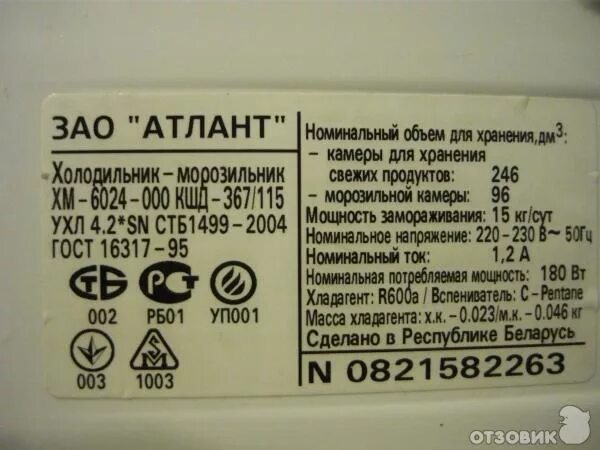 ЗАО "АТЛАНТ"
Холодильник – морозильник
ХМ – 6024 – 000 КШД – 367/115
УХЛ 4.2*SN СТБ1499 – 2004
ГОСТ 16317 – 95
002 РБ01 УП001
003 1003
Номинальный объем для хранения, дм³:
– камеры для хранения
свежих продуктов: 246
– морозильной камеры: 96
Мощность замораживания: 15 кг/сут
Номинальное напряжение: 220 – 230 В~ 50Гц
Номинальный ток: 1,2 А
Номинальная потребляемая мощность: 180 Вт
Хладагент: R600a / Вспениватель: C – Pentane
Масса хладагента: х.к. – 0.023/м.к. – 0.046 кг
Сделано в Республике Беларусь
N 0821582263
ОТЗОВИК